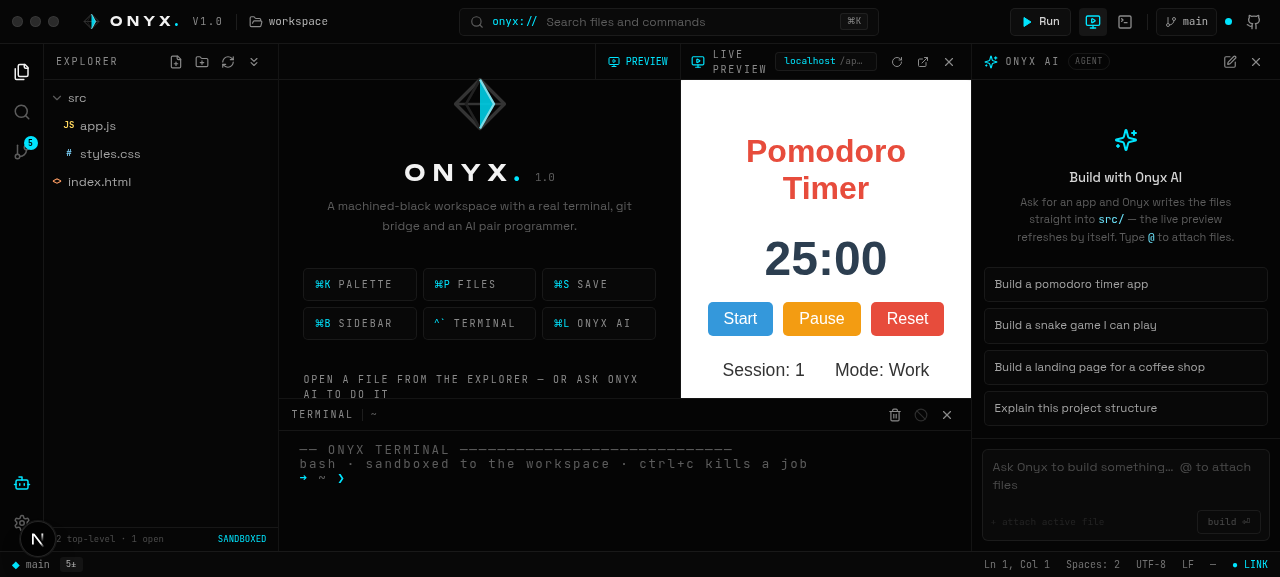 ONYX. V1.0 workspace onyx:// Search files and commands ⌘K Run main
EXPLORER
src
JS app.js
# styles.css
<> index.html
2 top-level · 1 open SANDBOXED
5
N
PREVIEW
ONYX. 1.0
A machined-black workspace with a real terminal, git
bridge and an AI pair programmer.
⌘K PALETTE ⌘P FILES ⌘S SAVE
⌘B SIDEBAR ^` TERMINAL ⌘L ONYX AI
OPEN A FILE FROM THE EXPLORER — OR ASK ONYX
AI TO DO IT
LIVE
PREVIEW
localhost /ap…
Pomodoro
Timer
25:00
Start Pause Reset
Session: 1 Mode: Work
TERMINAL ~
—— ONYX TERMINAL ——————————————————————————————
bash · sandboxed to the workspace · ctrl+c kills a job
➜ ~ ❯
ONYX AI AGENT
Build with Onyx AI
Ask for an app and Onyx writes the files
straight into src/ — the live preview
refreshes by itself. Type @ to attach files.
Build a pomodoro timer app
Build a snake game I can play
Build a landing page for a coffee shop
Explain this project structure
Ask Onyx to build something… @ to attach
files
attach active file build ⏎
◆ main 5± Ln 1, Col 1 Spaces: 2 UTF-8 LF — ● LINK